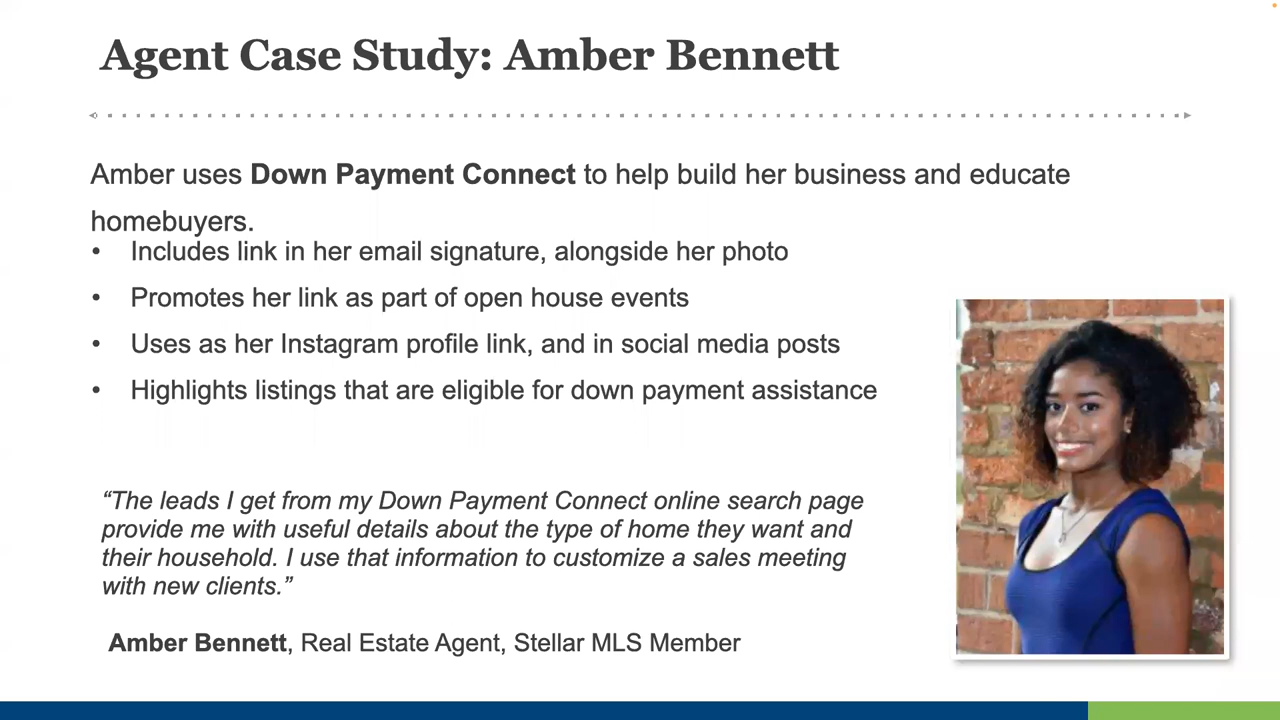 Agent Case Study: Amber Bennett
Amber uses Down Payment Connect to help build her business and educate
homebuyers.
• Includes link in her email signature, alongside her photo
• Promotes her link as part of open house events
• Uses as her Instagram profile link, and in social media posts
• Highlights listings that are eligible for down payment assistance
“The leads I get from my Down Payment Connect online search page
provide me with useful details about the type of home they want and
their household. I use that information to customize a sales meeting
with new clients.”
Amber Bennett, Real Estate Agent, Stellar MLS Member